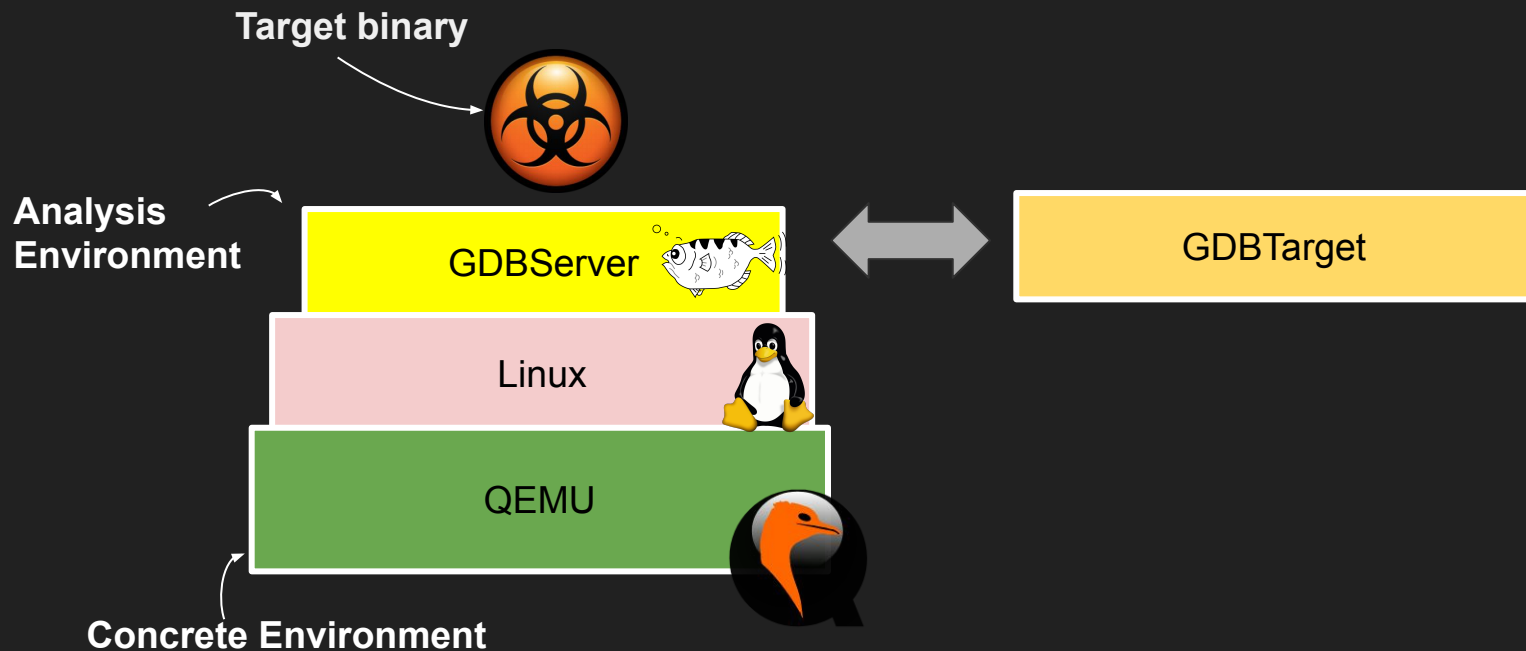 Target binary
Analysis
Environment
GDBServer
GDBTarget
Linux
QEMU
Concrete Environment